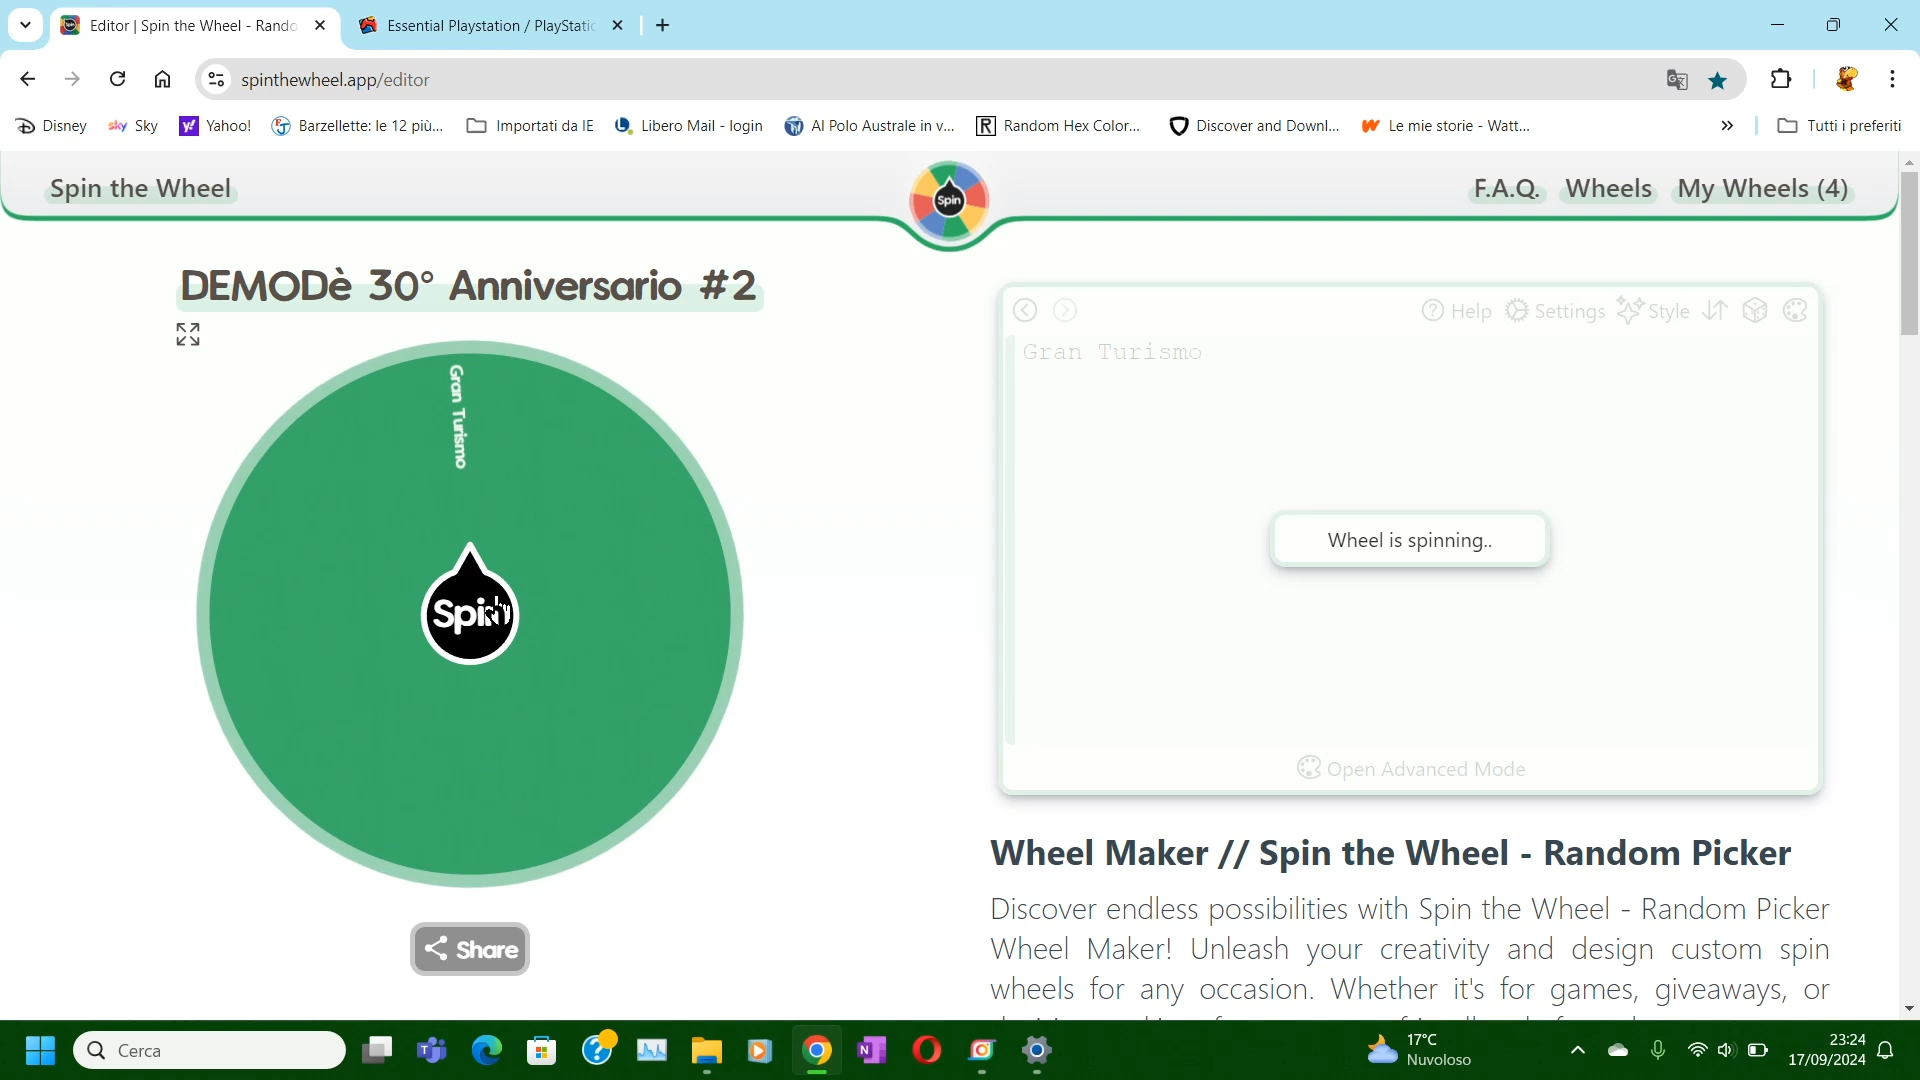 Editor | Spin the Wheel - Rando
Essential Playstation / PlayStatic
spinthewheel.app/editor
Disney
sky Sky
Yahoo!
Barzellette: le 12 più...
Importati da IE
Libero Mail - login
Al Polo Australe in v...
Random Hex Color...
Discover and Downl...
Le mie storie - Watt...
»
Tutti i preferiti
Spin the Wheel
Spin
F.A.Q.
Wheels
My Wheels (4)
DEMODè 30° Anniversario #2
Help
Settings
Style
Gran Turismo
Gran Turismo
Wheel is spinning..
Spin
Open Advanced Mode
Share
Wheel Maker // Spin the Wheel - Random Picker
Discover endless possibilities with Spin the Wheel - Random Picker
Wheel Maker! Unleash your creativity and design custom spin
wheels for any occasion. Whether it's for games, giveaways, or
Cerca
17°C
Nuvoloso
23:24
17/09/2024